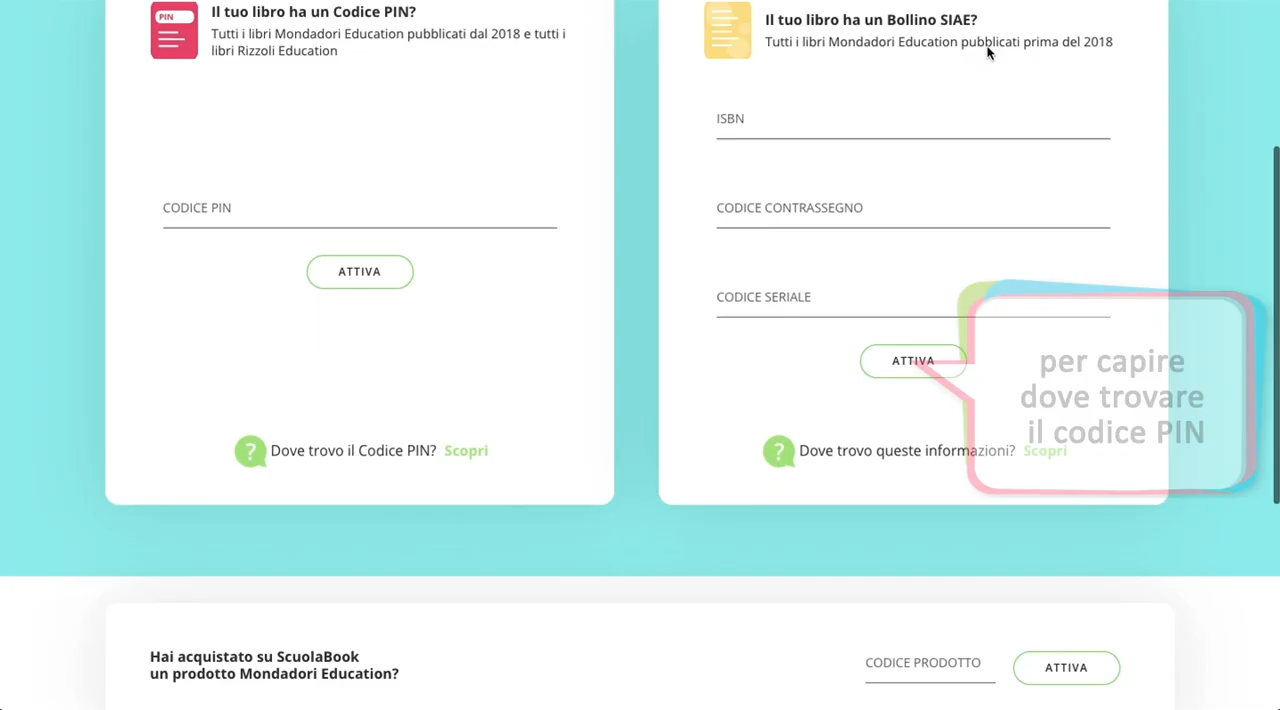 Il tuo libro ha un Codice PIN?
PIN
Tutti i libri Mondadori Education pubblicati dal 2018 e tutti i
libri Rizzoli Education
CODICE PIN
ATTIVA
Dove trovo il Codice PIN? Scopri
Il tuo libro ha un Bollino SIAE?
Tutti i libri Mondadori Education pubblicati prima del 2018
ISBN
CODICE CONTRASSEGNO
CODICE SERIALE
ATTIVA
Dove trovo queste informazioni? Scopri
per capire
dove trovare
il codice PIN
Hai acquistato su ScuolaBook
un prodotto Mondadori Education?
CODICE PRODOTTO
ATTIVA